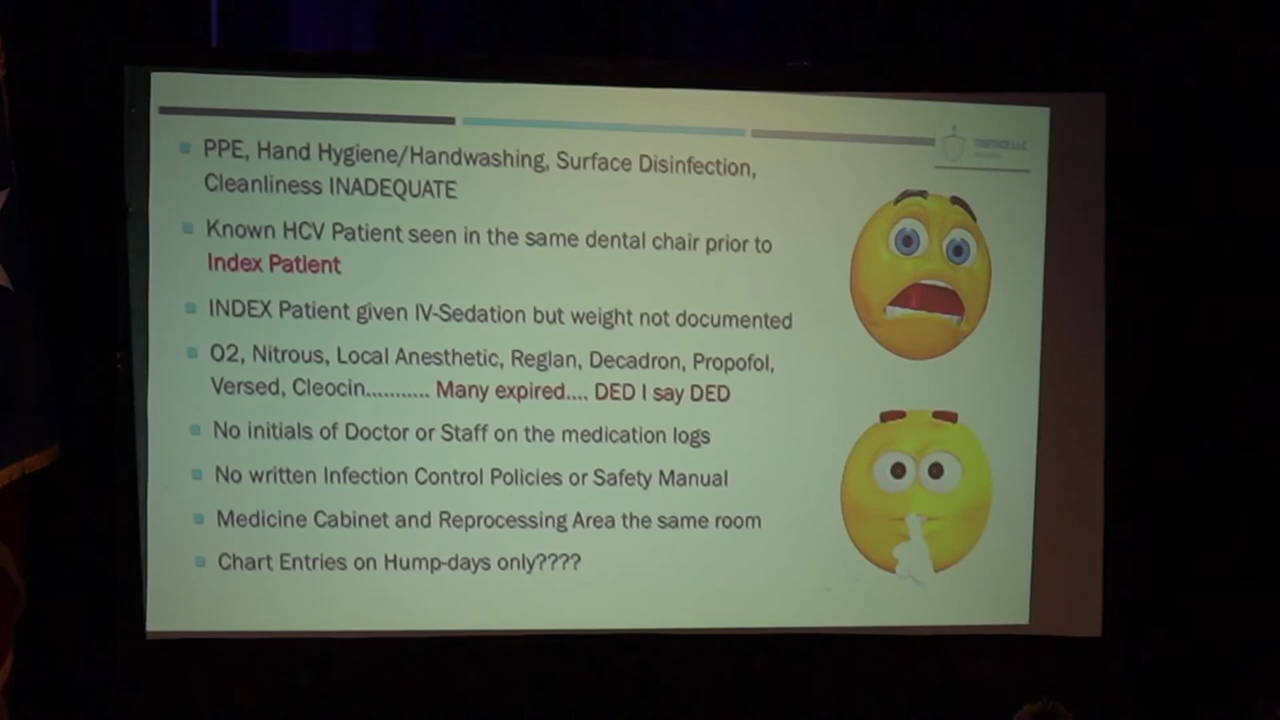 PPE, Hand Hygiene/Handwashing, Surface Disinfection,
Cleanliness INADEQUATE
Known HCV Patient seen in the same dental chair prior to
Index Patient
INDEX Patient given IV-Sedation but weight not documented
O2, Nitrous, Local Anesthetic, Reglan, Decadron, Propofol,
Versed, Cleocin........... Many expired.... DED I say DED
No initials of Doctor or Staff on the medication logs
No written Infection Control Policies or Safety Manual
Medicine Cabinet and Reprocessing Area the same room
Chart Entries on Hump-days only????